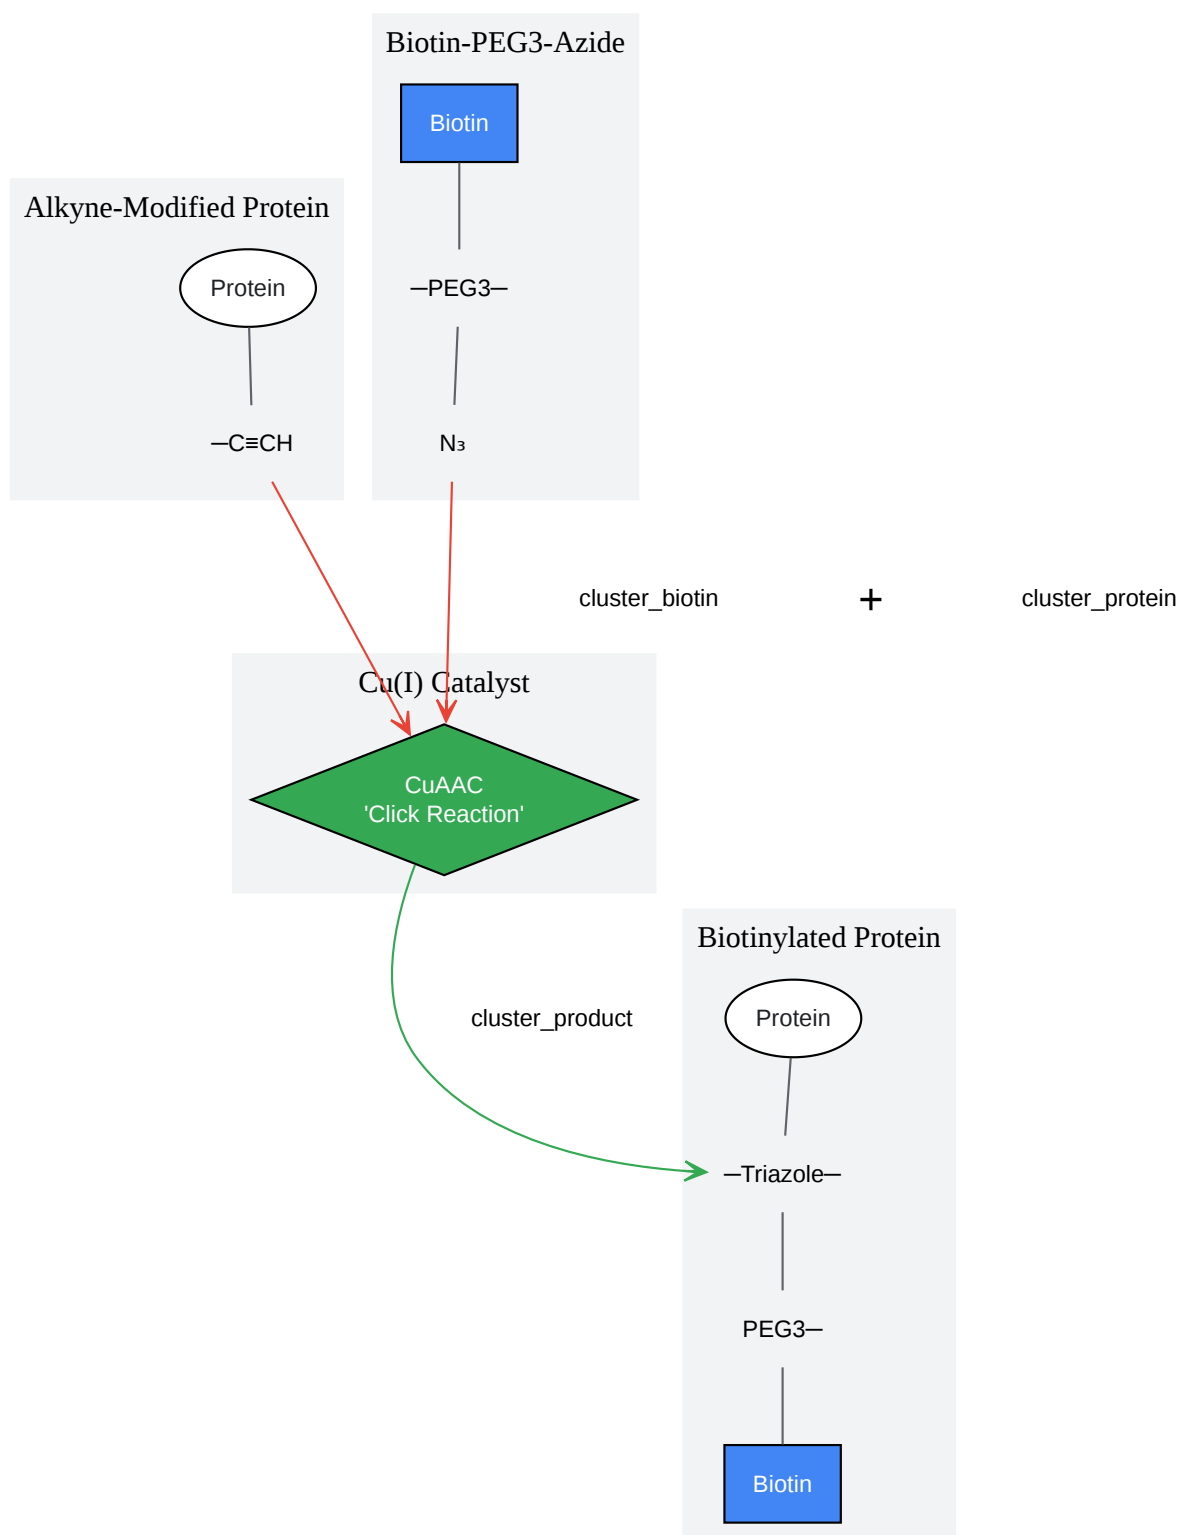 Biotin-PEG3-Azide
Biotin
─PEG3─
N₃
Alkyne-Modified Protein
Protein
─C≡CH
cluster_biotin
+
cluster_protein
Cu(I) Catalyst
CuAAC
'Click Reaction'
cluster_product
Biotinylated Protein
Protein
─Triazole─
PEG3─
Biotin